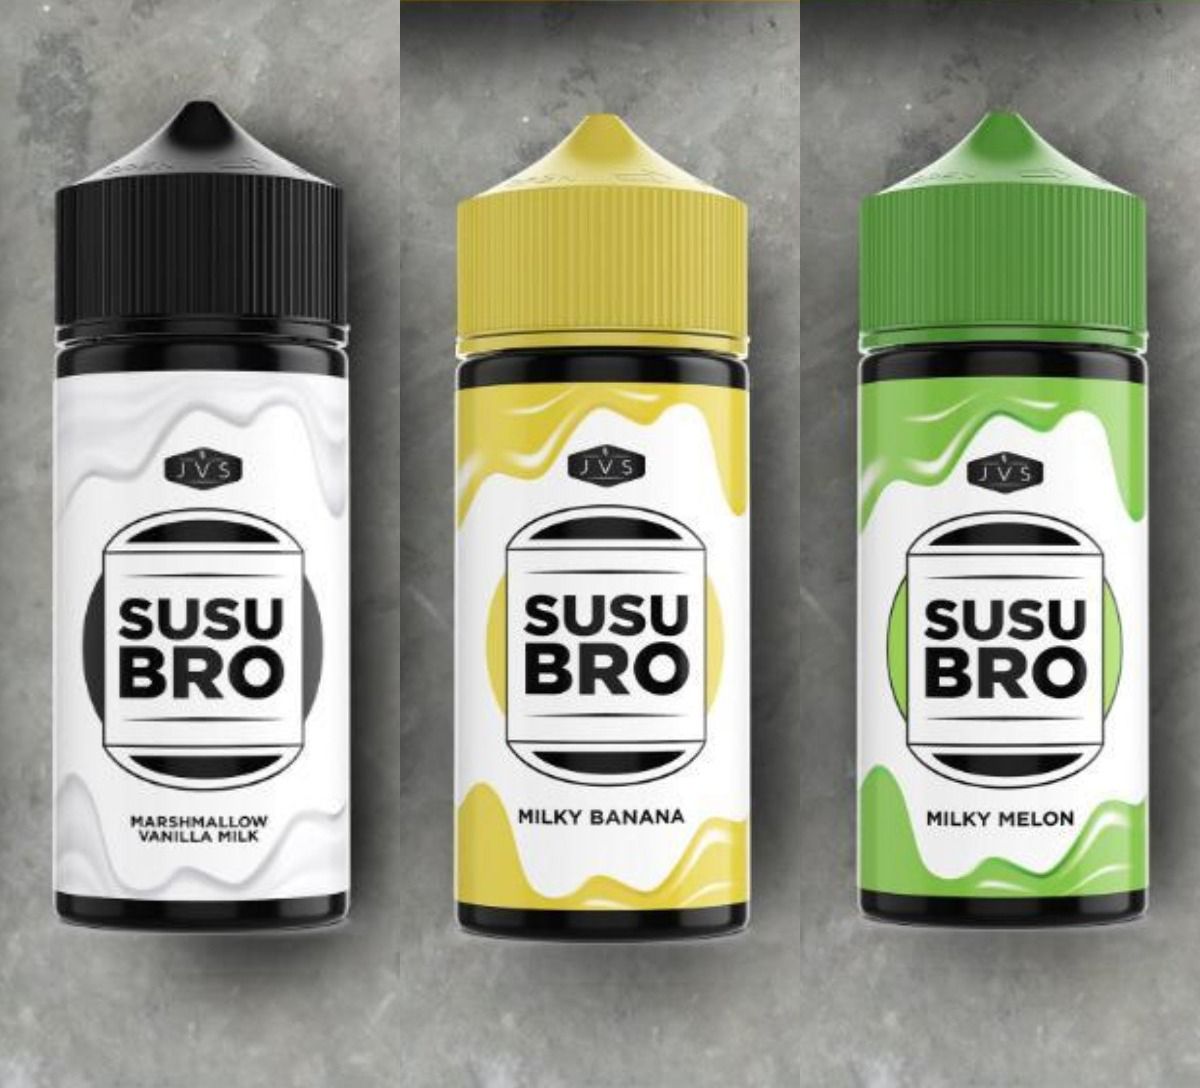 JVS
SUSU
BRO
MARSHMALLOW
VANILLA MILK
JVS
SUSU
BRO
MILKY BANANA
JVS
SUSU
BRO
MILKY MELON